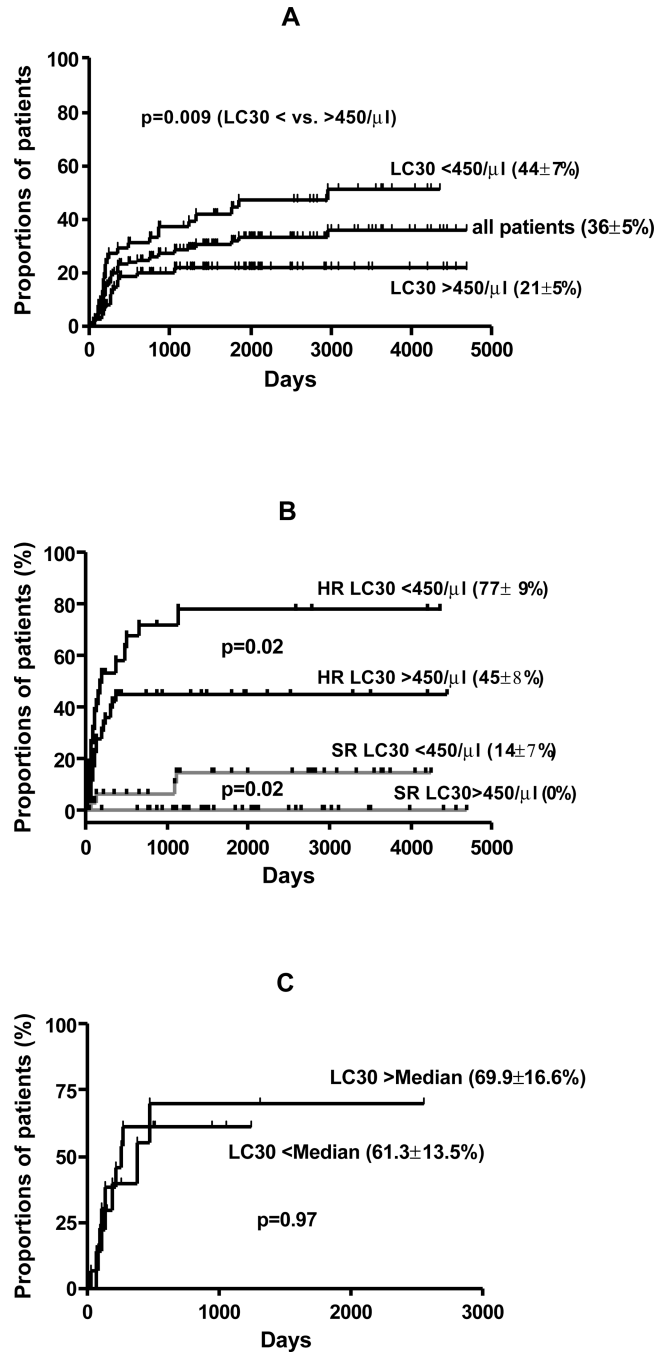 A
Proportions of patients
100
80
60
40
20
0
p=0.009 (LC30 < vs. >450/μl)
LC30 <450/μl (44±7%)
all patients (36±5%)
LC30 >450/μl (21±5%)
0 1000 2000 3000 4000 5000
Days
B
Proportions of patients (%)
100
80
60
40
20
0
HR LC30 <450/μl (77± 9%)
p=0.02
HR LC30 >450/μl (45±8%)
SR LC30 <450/μl (14±7%)
p=0.02
SR LC30>450/μl (0%)
0 1000 2000 3000 4000 5000
Days
C
Proportions of patients (%)
100
75
50
25
0
LC30 >Median (69.9±16.6%)
LC30 <Median (61.3±13.5%)
p=0.97
0 1000 2000 3000
Days